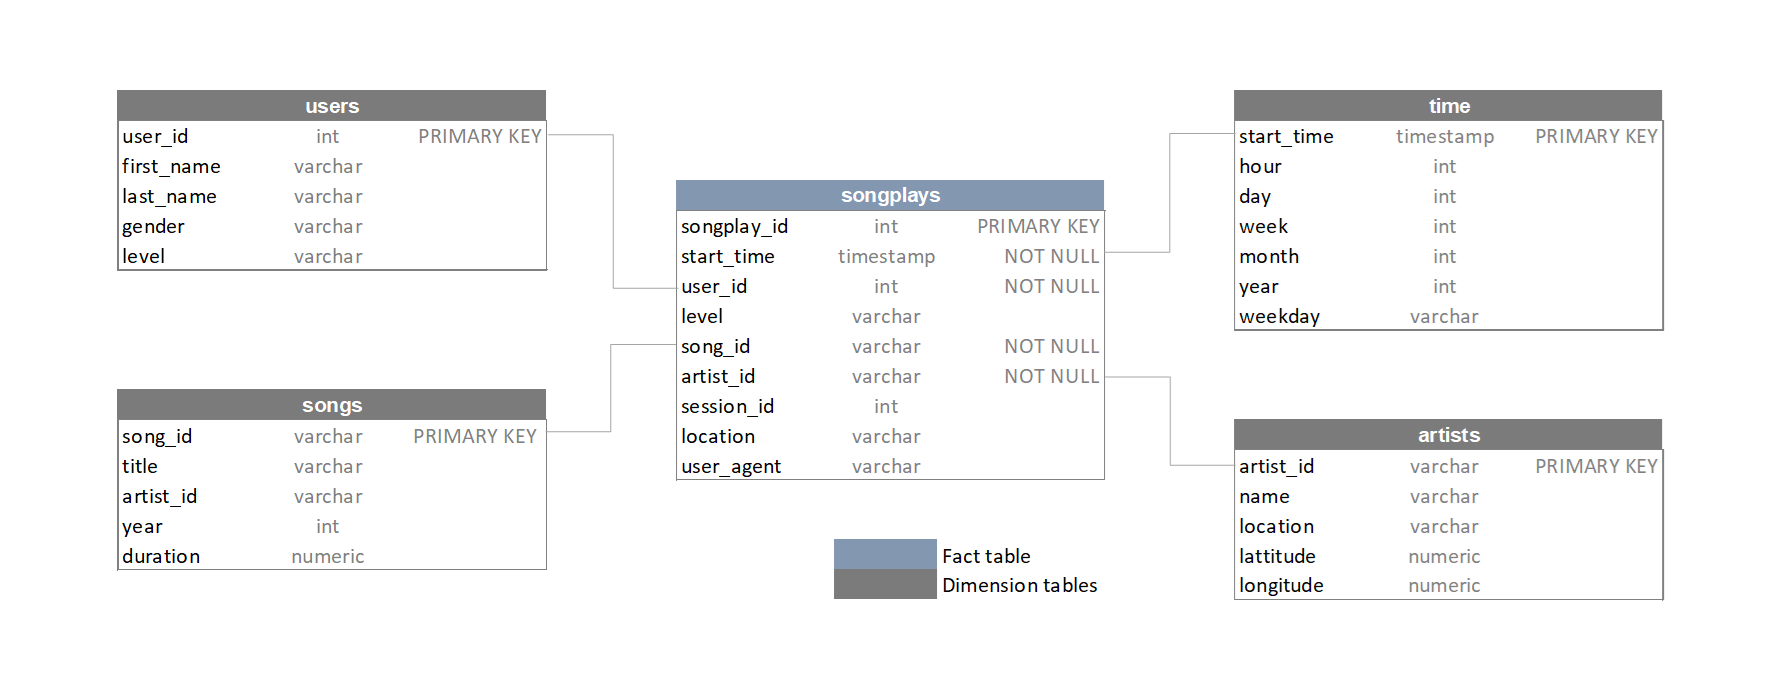 users
user_id int PRIMARY KEY
first_name varchar
last_name varchar
gender varchar
level varchar
songs
song_id varchar PRIMARY KEY
title varchar
artist_id varchar
year int
duration numeric
songplays
songplay_id int PRIMARY KEY
start_time timestamp NOT NULL
user_id int NOT NULL
level varchar
song_id varchar NOT NULL
artist_id varchar NOT NULL
session_id int
location varchar
user_agent varchar
Fact table
Dimension tables
time
start_time timestamp PRIMARY KEY
hour int
day int
week int
month int
year int
weekday varchar
artists
artist_id varchar PRIMARY KEY
name varchar
location varchar
lattitude numeric
longitude numeric